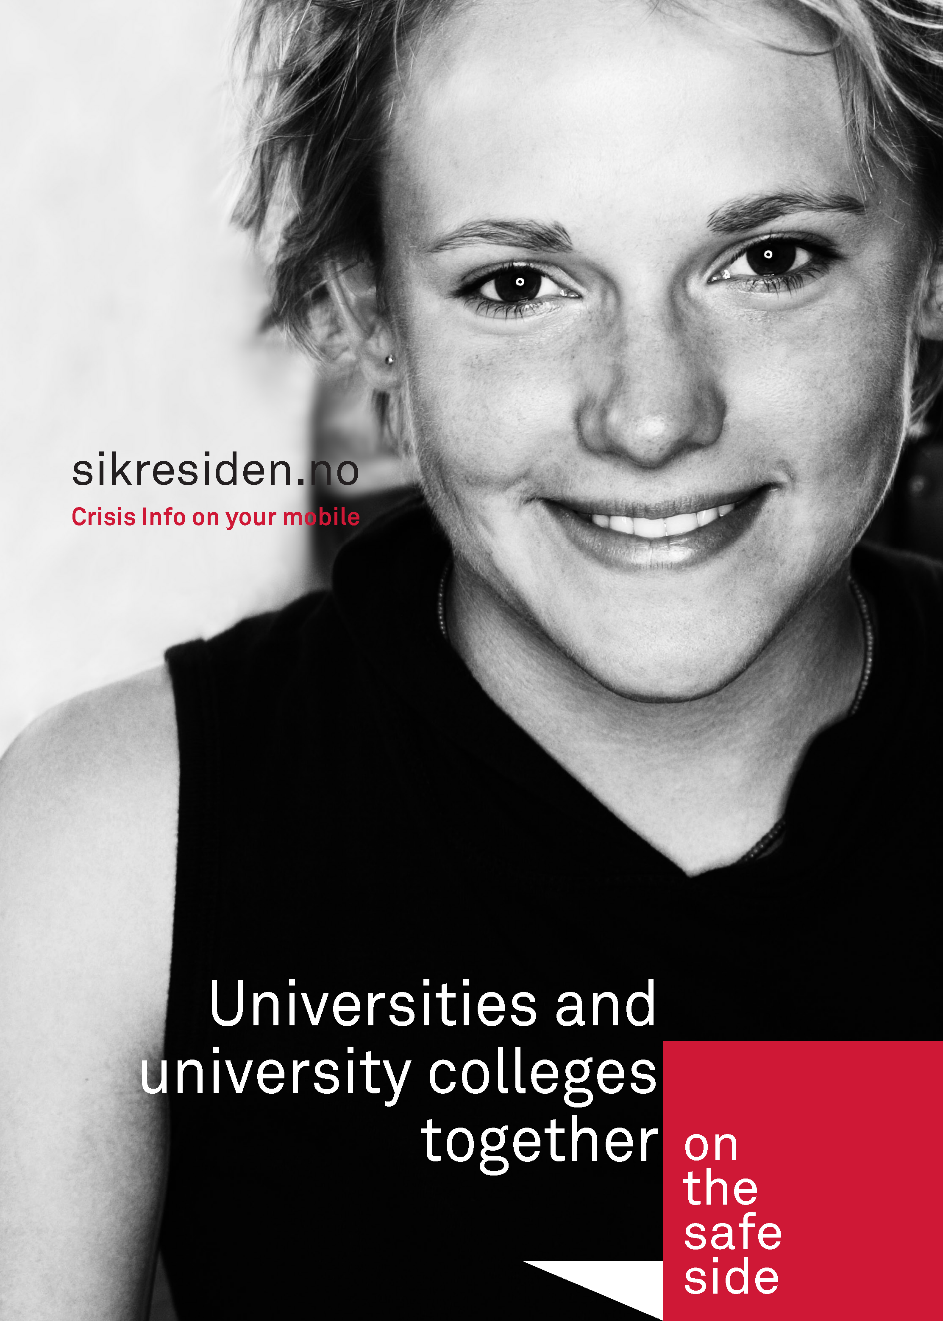 sikresiden.no
Crisis Info on your mobile
Universities and
university colleges
together
on
the
safe
side